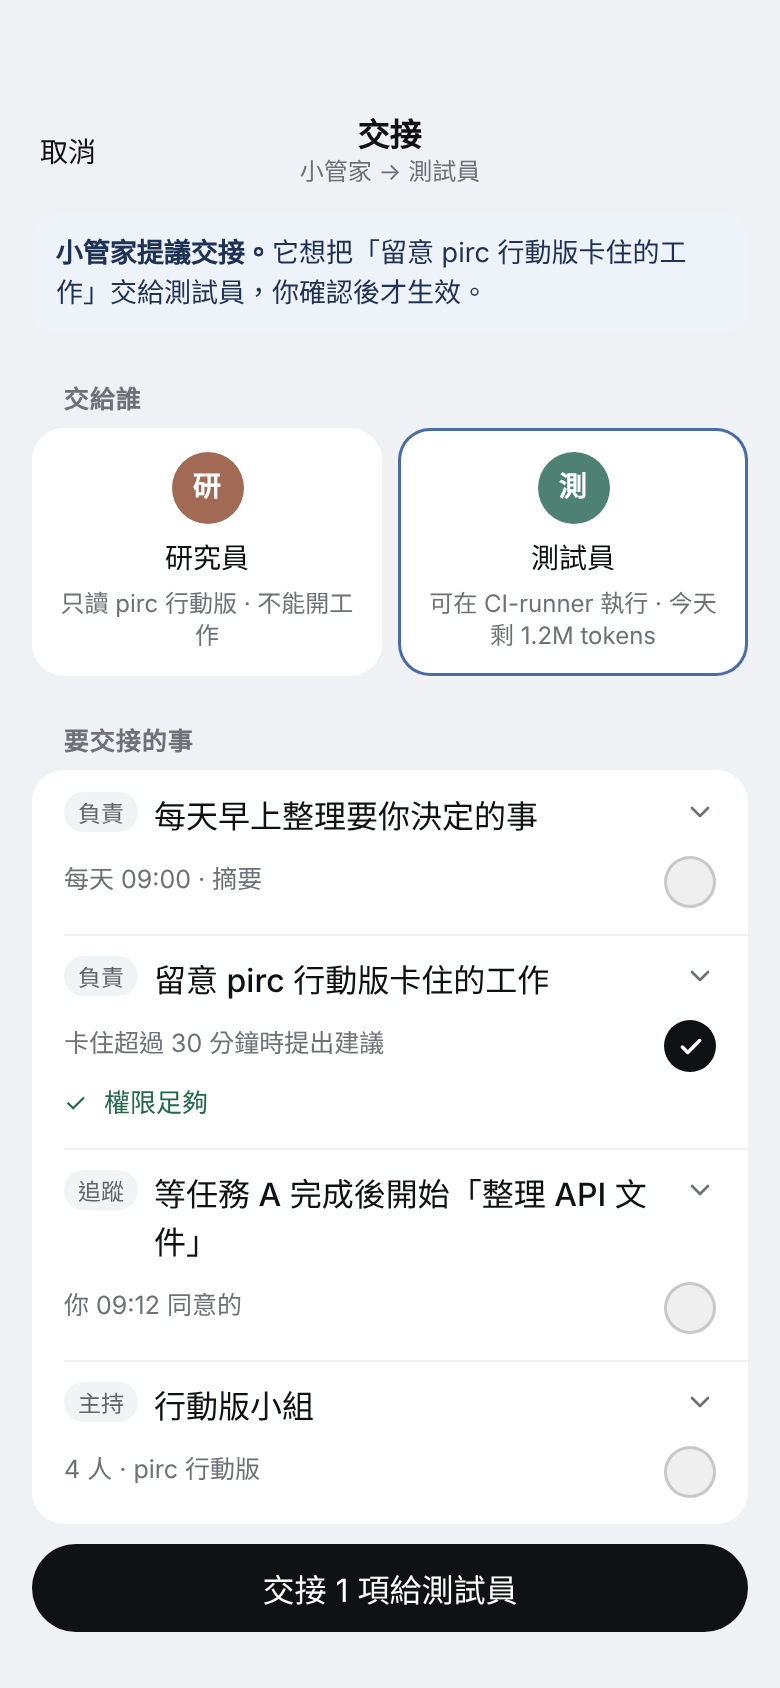 取消
交接
小管家 → 測試員
小管家提議交接。它想把「留意 pirc 行動版卡住的工
作」交給測試員，你確認後才生效。
交給誰
研
研究員
只讀 pirc 行動版 · 不能開工
作
測
測試員
可在 CI-runner 執行 · 今天
剩 1.2M tokens
要交接的事
負責 每天早上整理要你決定的事
每天 09:00 · 摘要
負責 留意 pirc 行動版卡住的工作
卡住超過 30 分鐘時提出建議
權限足夠
追蹤 等任務 A 完成後開始「整理 API 文
件」
你 09:12 同意的
主持 行動版小組
4 人 · pirc 行動版
交接 1 項給測試員